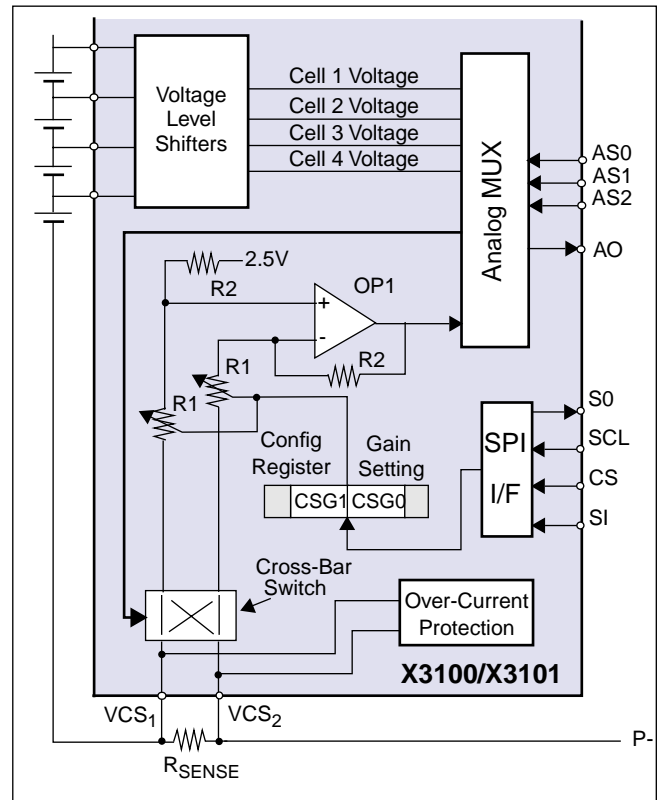 Voltage
Level
Shifters
Cell 1 Voltage
Cell 2 Voltage
Cell 3 Voltage
Cell 4 Voltage
Analog MUX
AS0
AS1
AS2
AO
2.5V
R2
OP1
+
-
R2
R1
R1
Config
Register
Gain
Setting
CSG1 CSG0
SPI
I/F
S0
SCL
CS
SI
Cross-Bar
Switch
Over-Current
Protection
X3100/X3101
VCS1
VCS2
RSENSE
P-